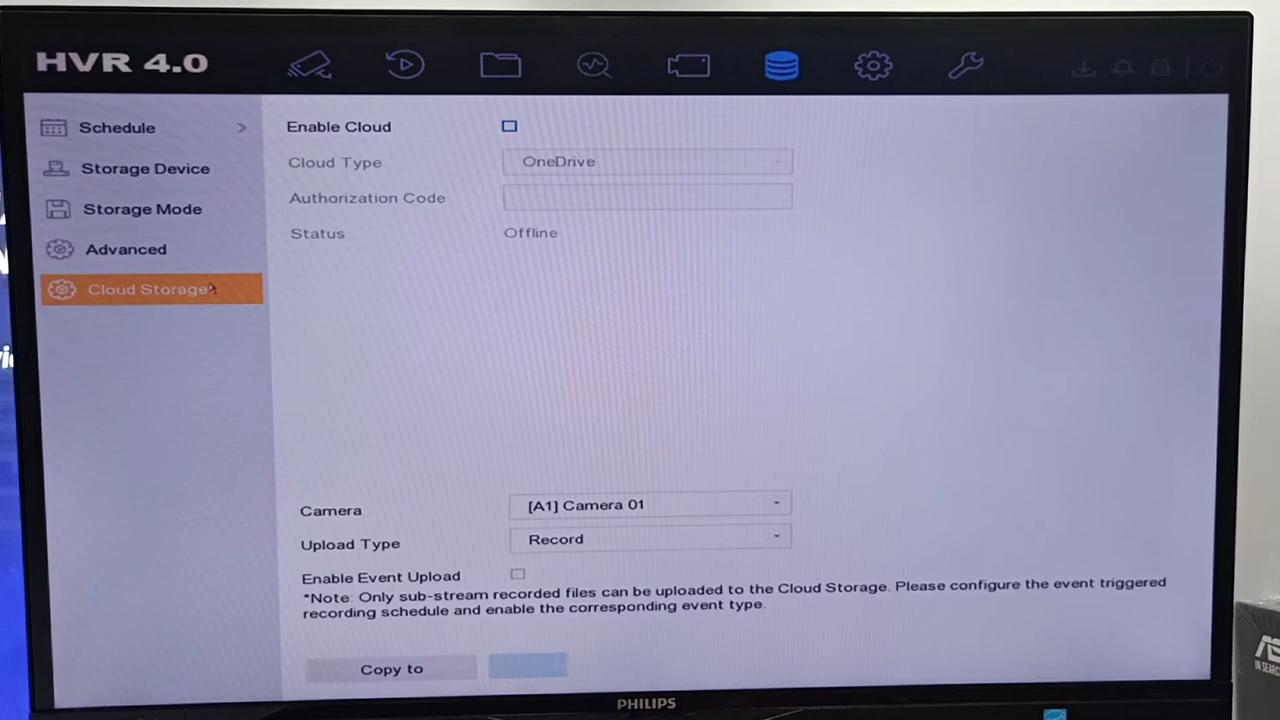 HVR 4.0
Schedule
Storage Device
Storage Mode
Advanced
Cloud Storage
Enable Cloud
Cloud Type
OneDrive
Authorization Code
Status
Offline
Camera
[A1] Camera 01
Upload Type
Record
Enable Event Upload
*Note: Only sub-stream recorded files can be uploaded to the Cloud Storage. Please configure the event triggered
recording schedule and enable the corresponding event type.
Copy to
PHILIPS